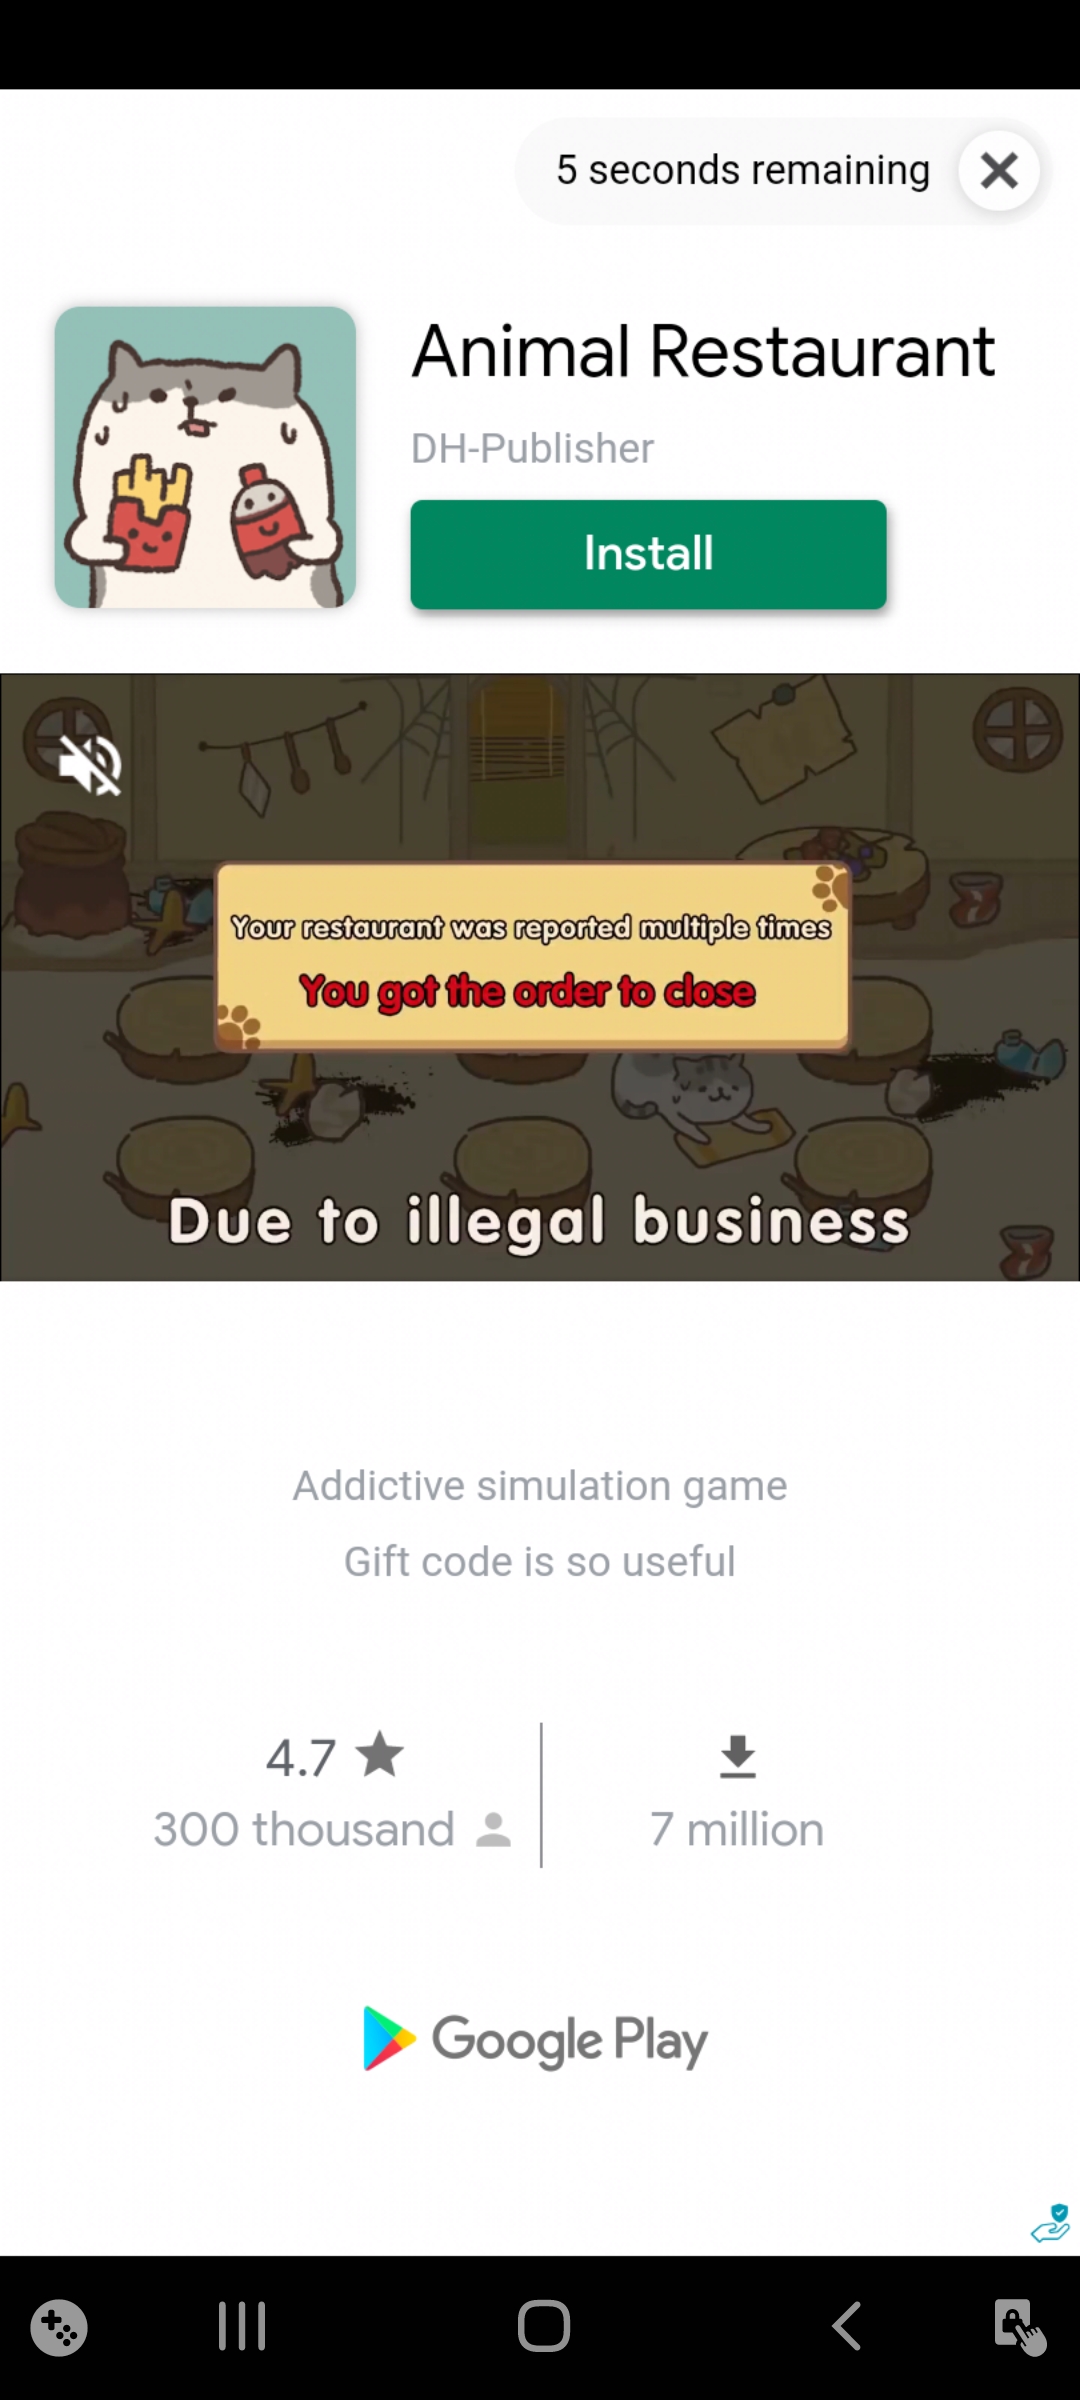 5 seconds remaining
Animal Restaurant
DH-Publisher
Install
Your restaurant was reported multiple times
You got the order to close
Due to illegal business
Addictive simulation game
Gift code is so useful
4.7
300 thousand
7 million
Google Play